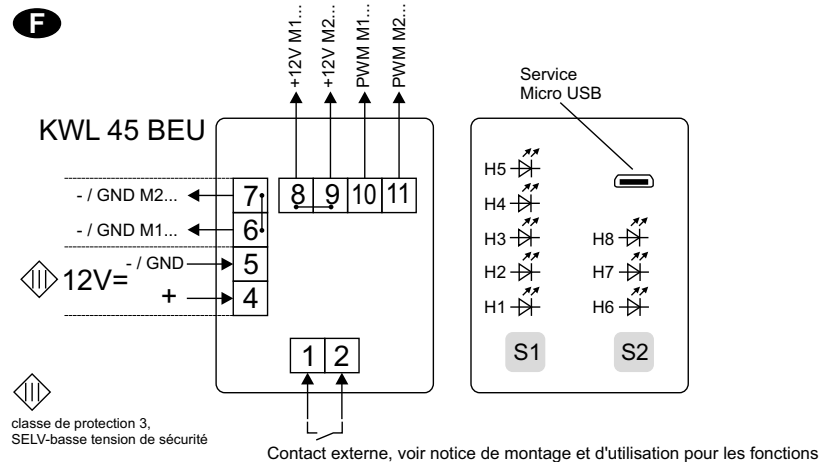 F
+12V M1...
+12V M2...
PWM M1...
PWM M2...
KWL 45 BEU
8 9 10 11
- / GND M2... 7
- / GND M1... 6
12V= - / GND 5
+ 4
1 2
classe de protection 3,
SELV-basse tension de sécurité
Contact externe, voir notice de montage et d'utilisation pour les fonctions
Service
Micro USB
H5
H4
H3 H8
H2 H7
H1 H6
S1 S2